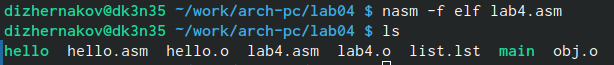 dizhernakov@dk3n35 ~/work/arch-pc/lab04 $ nasm -f elf lab4.asm
dizhernakov@dk3n35 ~/work/arch-pc/lab04 $ ls
hello  hello.asm  hello.o  lab4.asm  lab4.o  list.lst  main  obj.o